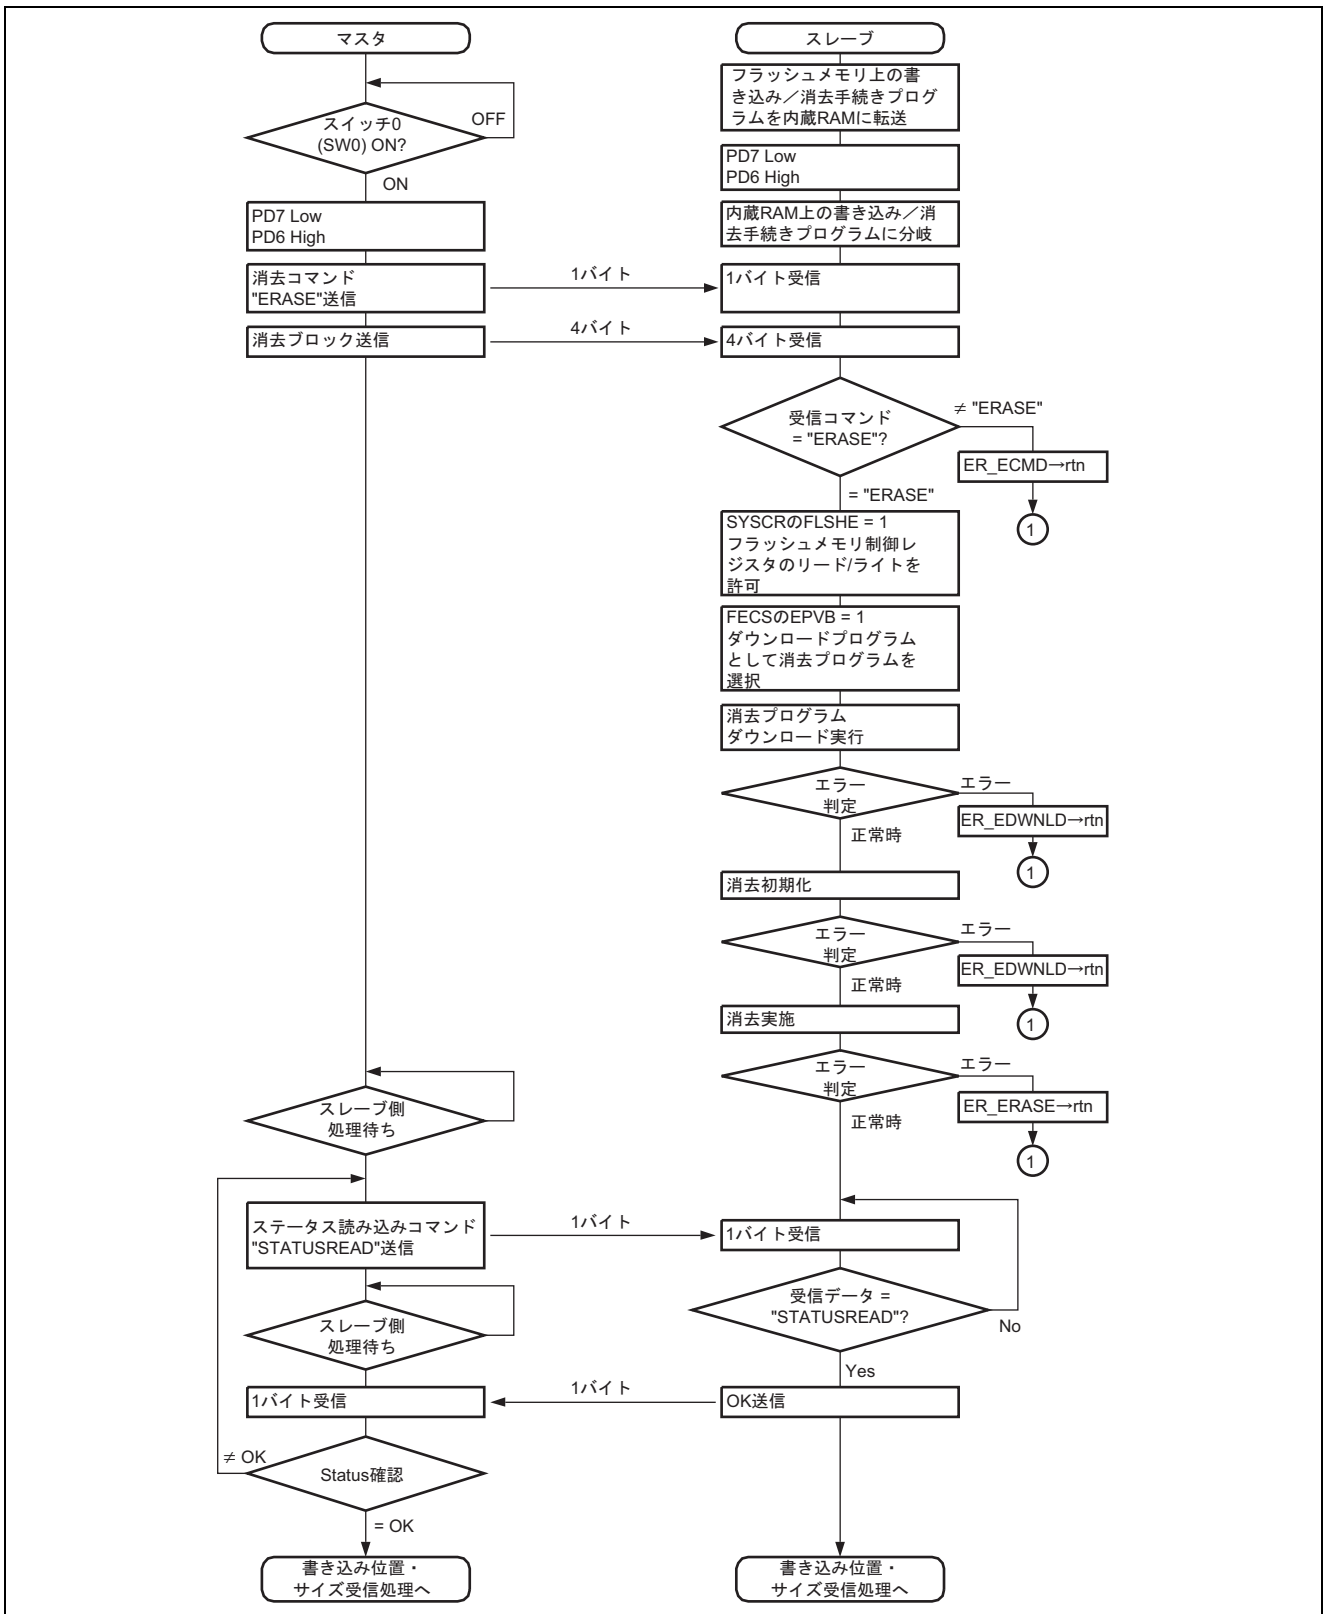 マスタ
スイッチ0
(SW0) ON?
OFF
ON
PD7 Low
PD6 High
消去コマンド
"ERASE"送信
1バイト
消去ブロック送信
4バイト
スレーブ側
処理待ち
ステータス読み込みコマンド
"STATUSREAD"送信
1バイト
スレーブ側
処理待ち
1バイト受信
1バイト
≠ OK
Status確認
= OK
書き込み位置・
サイズ受信処理へ
スレーブ
フラッシュメモリ上の書
き込み／消去手続きプログ
ラムを内蔵RAMに転送
PD7 Low
PD6 High
内蔵RAM上の書き込み／消
去手続きプログラムに分岐
1バイト受信
4バイト受信
受信コマンド
= "ERASE"?
≠ "ERASE"
ER_ECMD→rtn
1
= "ERASE"
SYSCRのFLSHE = 1
フラッシュメモリ制御レ
ジスタのリード/ライトを
許可
FECSのEPVB = 1
ダウンロードプログラム
として消去プログラムを
選択
消去プログラム
ダウンロード実行
エラー
判定
エラー
ER_EDWNLD→rtn
1
正常時
消去初期化
エラー
判定
エラー
ER_EDWNLD→rtn
1
正常時
消去実施
エラー
判定
エラー
ER_ERASE→rtn
1
正常時
1バイト受信
受信データ =
"STATUSREAD"?
No
Yes
OK送信
書き込み位置・
サイズ受信処理へ